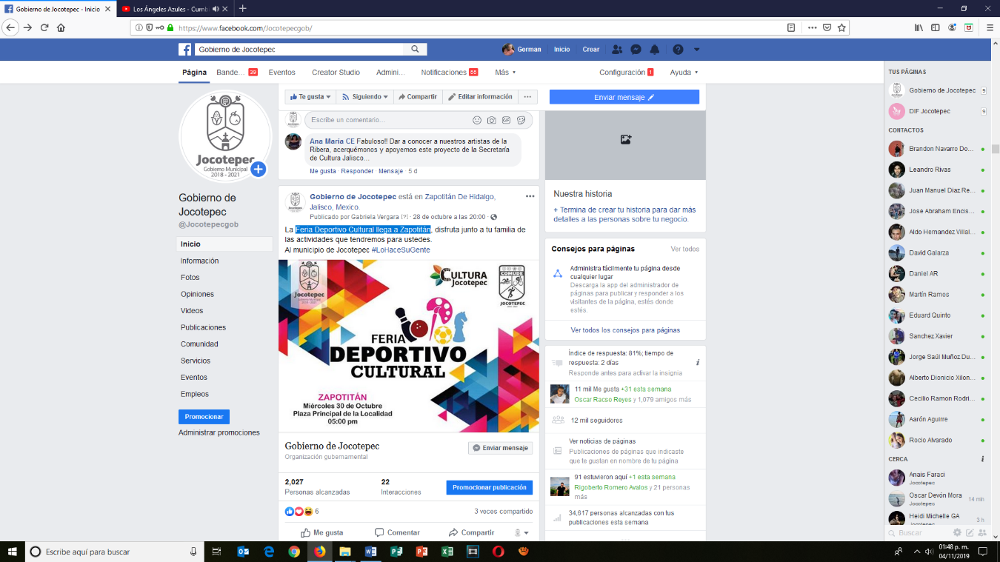 Gobierno de Jocotepec - Inicio
Los Ángeles Azules - Cumb
https://www.facebook.com/Jocotepecgob/
Gobierno de Jocotepec
German
Inicio
Crear
Página
Bande... 39
Eventos
Creator Studio
Admini...
Notificaciones 55
Más
Configuración 1
Ayuda
Jocotepec
Gobierno Municipal
2018 - 2021
Gobierno de
Jocotepec
@Jocotepecgob
Inicio
Información
Fotos
Opiniones
Videos
Publicaciones
Comunidad
Servicios
Eventos
Empleos
Promocionar
Administrar promociones
Te gusta
Siguiendo
Compartir
Editar información
Escribe un comentario...
GIF
Ana Maria CE Fabuloso!! Dar a conocer a nuestros artistas de la
Ribera, acerquémonos y apoyemos este proyecto de la Secretaría
de Cultura Jalisco...
Me gusta · Responder · Mensaje · 5 d
Gobierno de Jocotepec está en Zapotitán De Hidalgo,
Jalisco, Mexico.
Publicado por Gabriela Vergara (?) · 28 de octubre a las 20:00 ·
La Feria Deportivo Cultural llega a Zapotitán, disfruta junto a tu familia de
las actividades que tendremos para ustedes.
Al municipio de Jocotepec #LoHaceSuGente
Jocotepec
CULTURA
Jocotepec
COMUDE
JOCOTEPEC
FERIA
DEPORTIVO
CULTURAL
ZAPOTITÁN
Miércoles 30 de Octubre
Plaza Principal de la Localidad
05:00 pm
Gobierno de Jocotepec
Organización gubernamental
Enviar mensaje
2,027
Personas alcanzadas
22
Interacciones
Promocionar publicación
6
3 veces compartido
Me gusta
Comentar
Compartir
Enviar mensaje
Nuestra historia
+ Termina de crear tu historia para dar más
detalles a las personas sobre tu negocio.
Consejos para páginas
Ver todos
Administra fácilmente tu página desde
cualquier lugar
Descarga la app del administrador de
páginas para publicar y responder a los
visitantes de la página, estés donde
estés.
Ver todos los consejos para páginas
Índice de respuesta: 81%; tiempo de
respuesta: 2 días
Responde antes para activar la insignia
11 mil Me gusta +31 esta semana
Oscar Racso Reyes y 1,079 amigos más
12 mil seguidores
Ver noticias de páginas
Publicaciones de páginas que indicaste
que te gustan en nombre de tu página
91 estuvieron aquí +1 esta semana
Rigoberto Romero Avalos y 21 personas
más
34,617 personas alcanzadas con tus
publicaciones esta semana
TUS PÁGINAS
Gobierno de Jocotepec
DIF Jocotepec
CONTACTOS
Brandon Navarro Do...
Leandro Rivas
Juan Manuel Díaz Re...
Jose Abraham Encis...
Aldo Hernandez Villal...
David Galarza
Daniel AR
Martín Ramos
Eduard Quinto
Sanchez Xavier
Jorge Saúl Muñoz Du...
Alberto Dionicio Xilon...
Cecilio Ramon Rodri...
Aarón Aguirre
Rocio Alvarado
CERCA
Anais Faraci
Jocotepec
Oscar Devón Mora
Jocotepec
14 min
Heidi Michelle GA
Jocotepec
3 h
Buscar
Escribe aquí para buscar
01:48 p. m.
04/11/2019